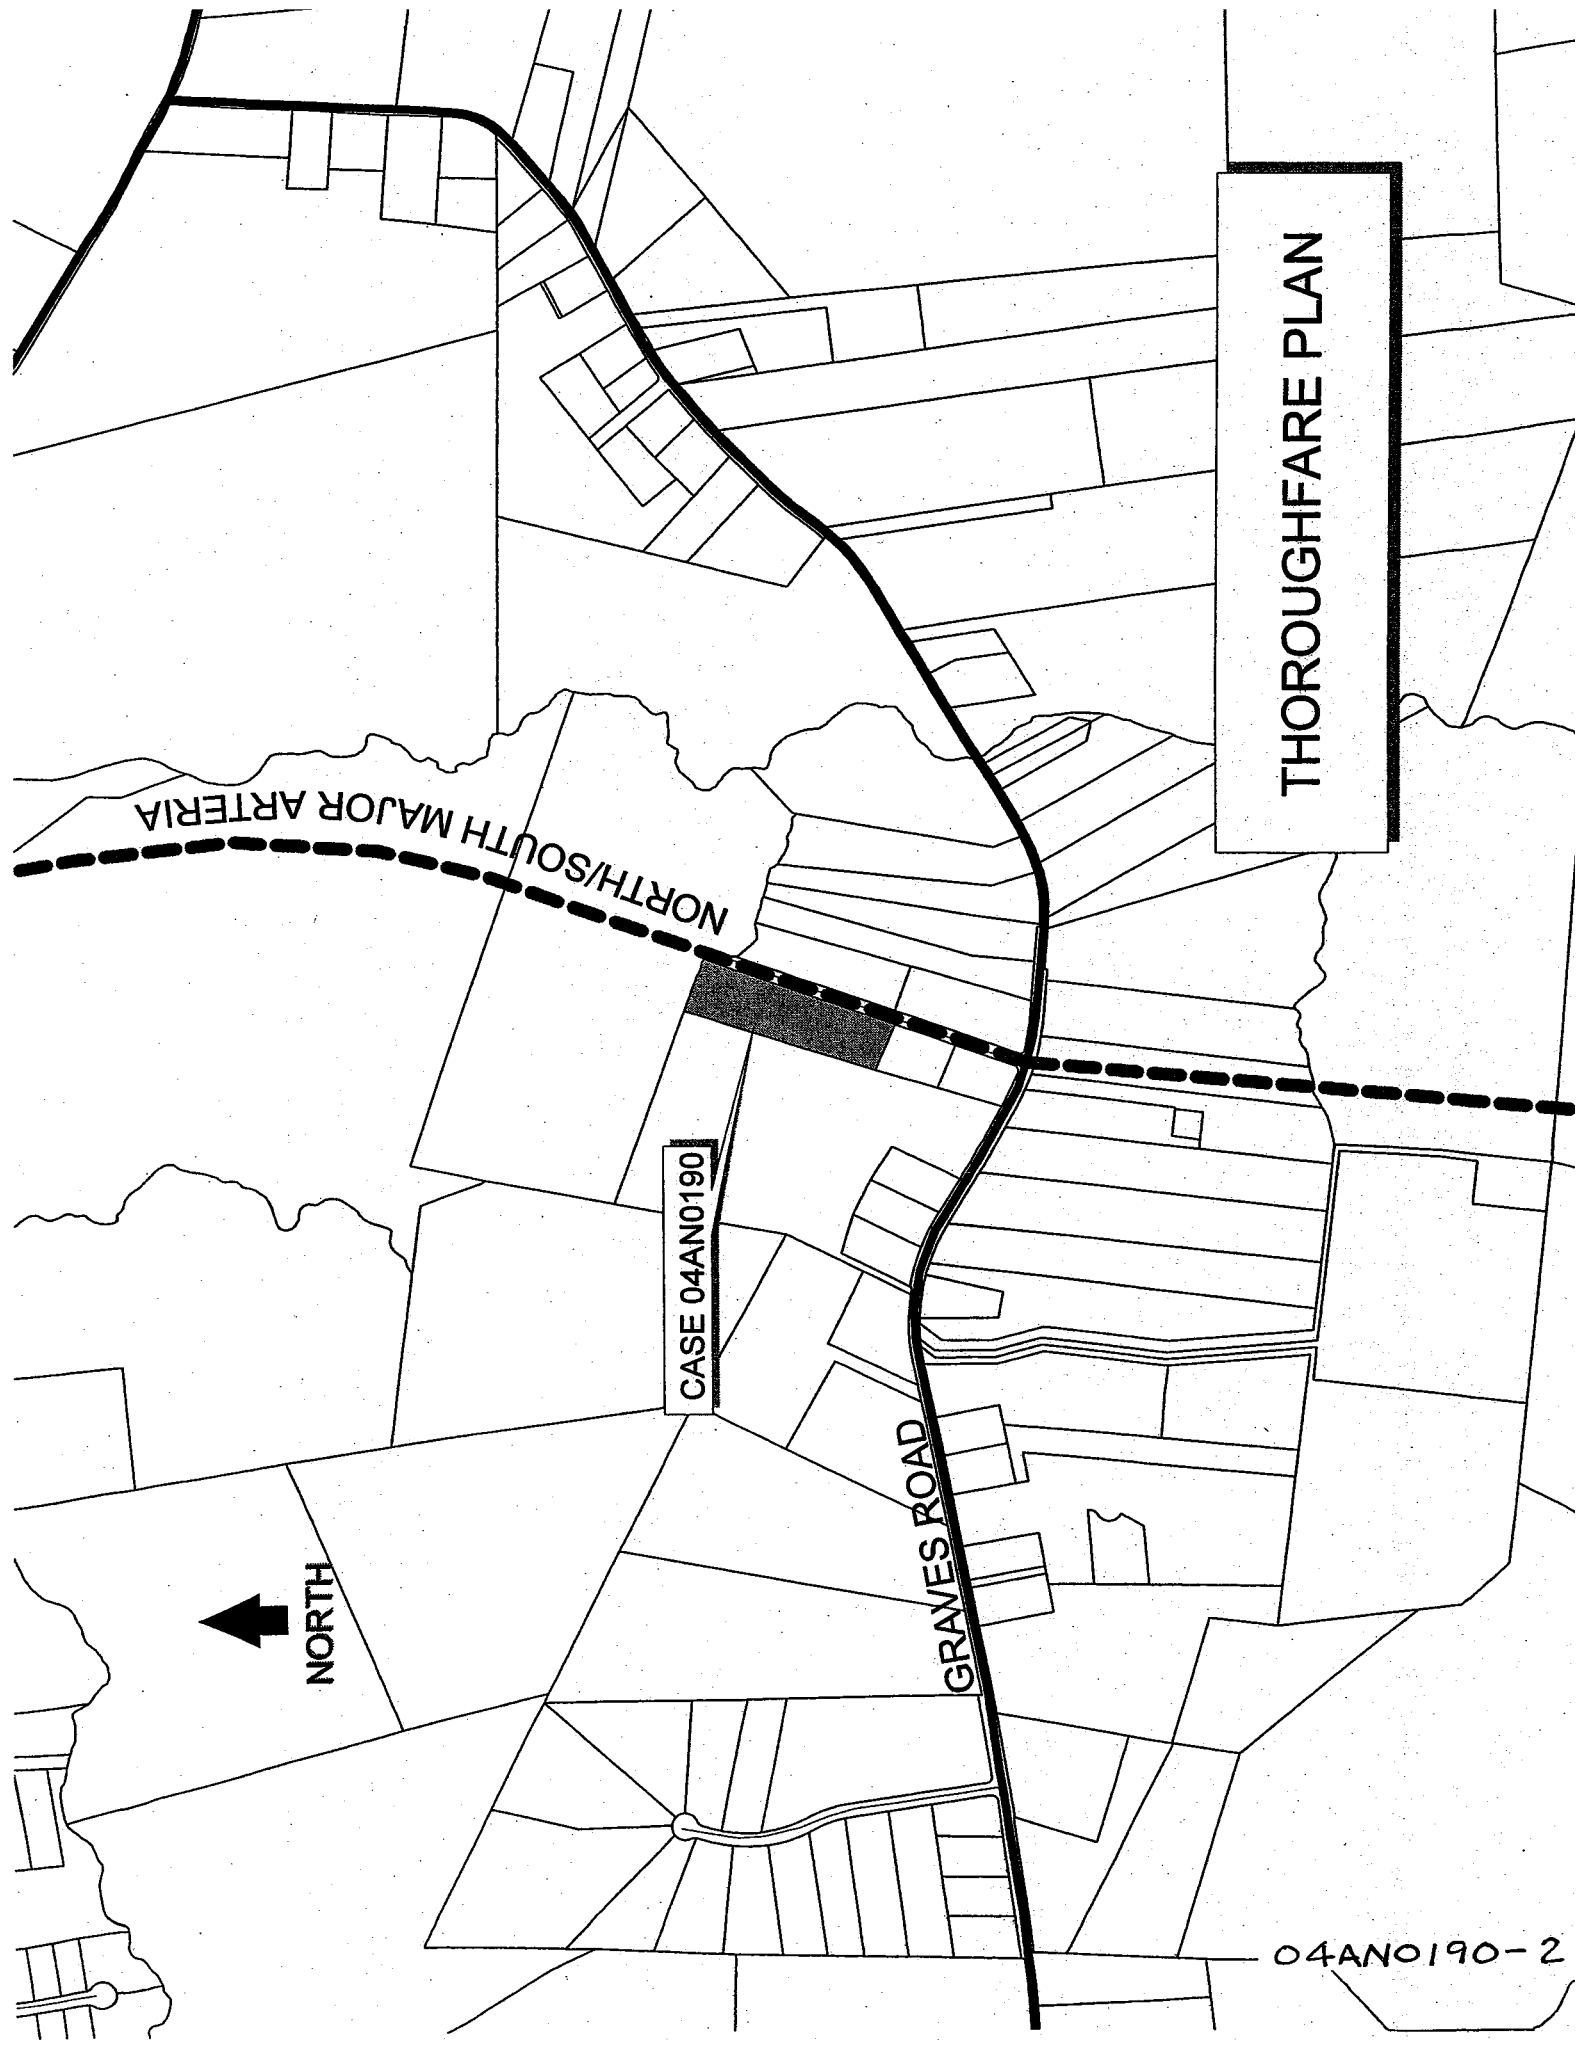 NORTH/SOUTH MAJOR ARTERIA
THOROUGHFARE PLAN
CASE 04AN0190
NORTH
GRAVES ROAD
04AN0190-2